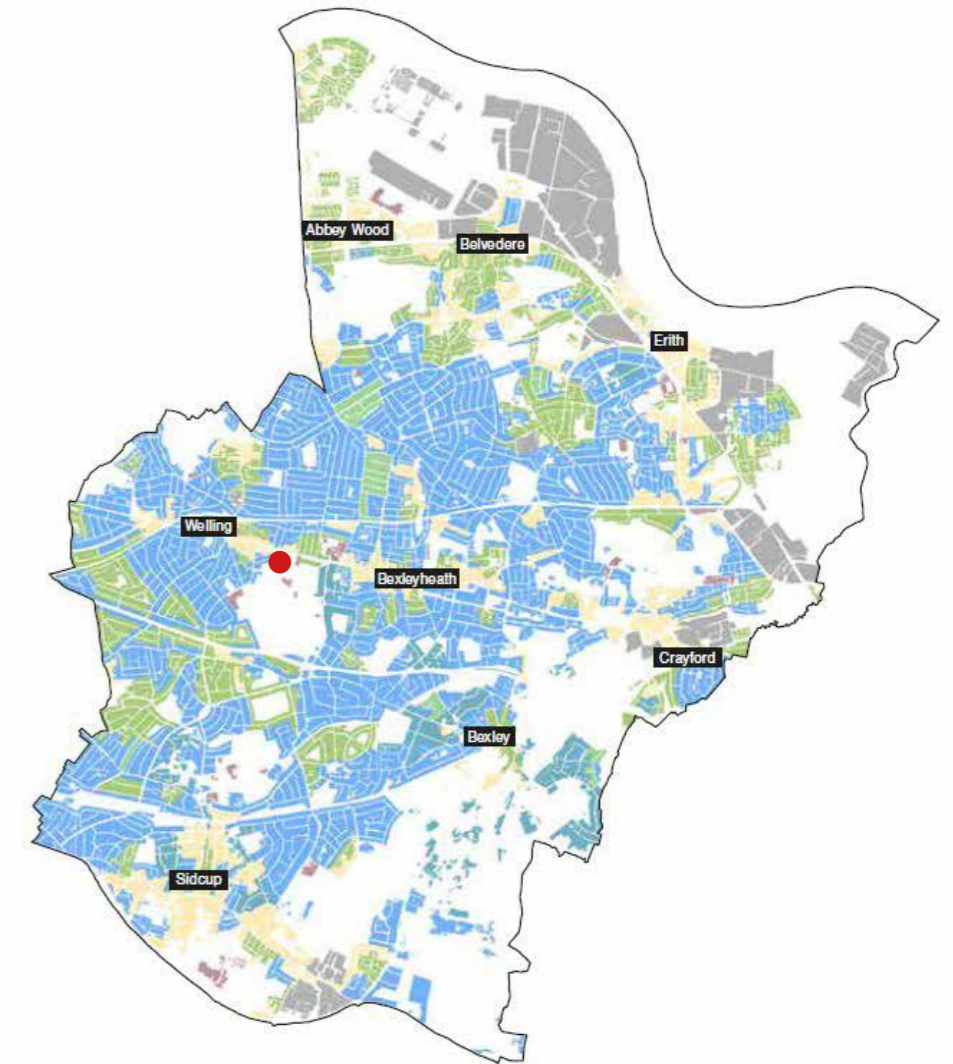 Abbey Wood
Belvedere
Erith
Welling
Bexleyheath
Crayford
Bexley
Sidcup